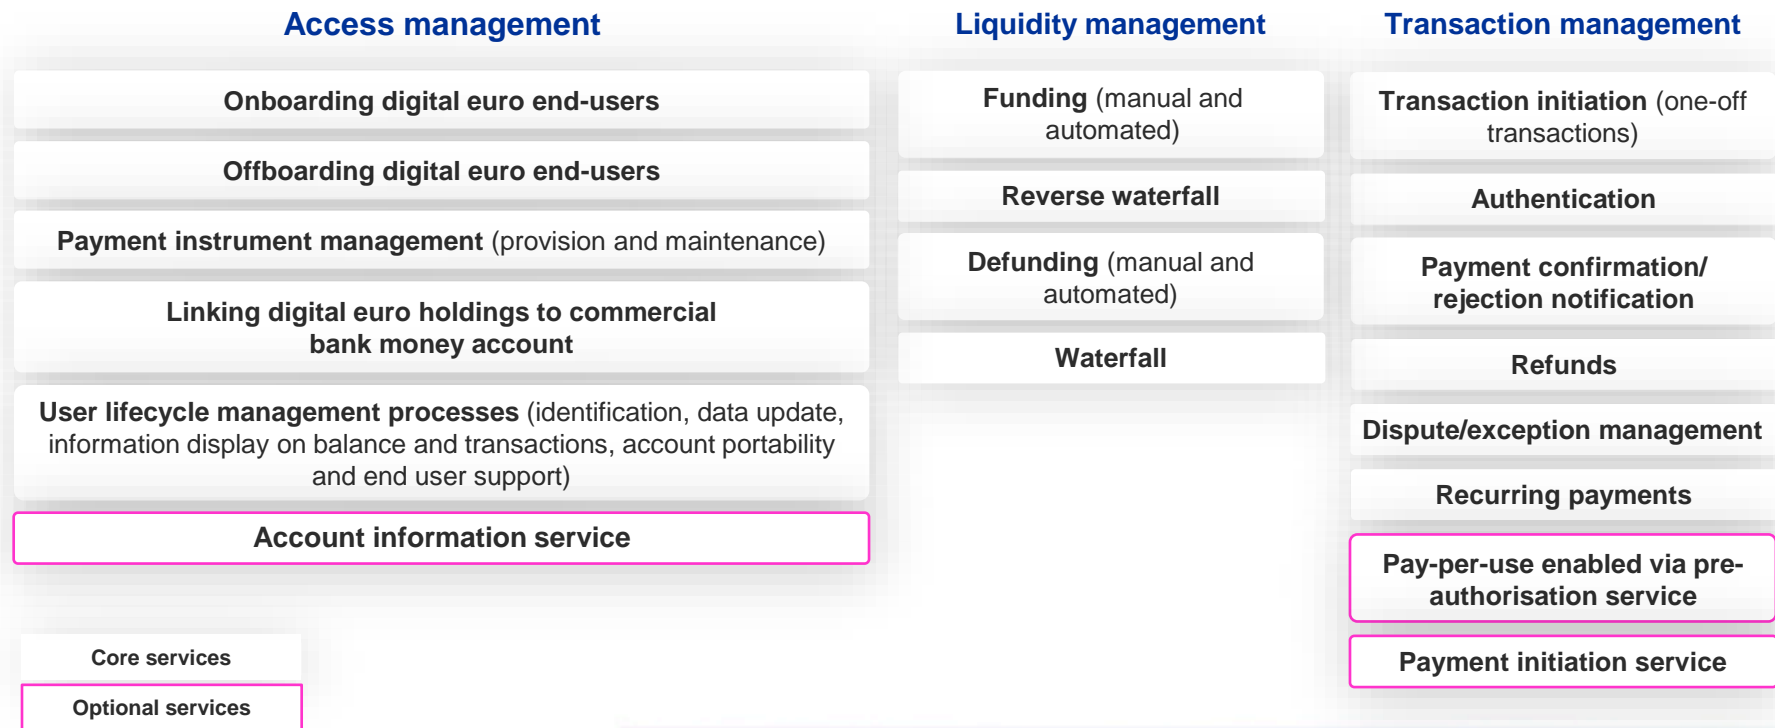 Access management
Onboarding digital euro end-users
Offboarding digital euro end-users
Payment instrument management (provision and maintenance)
Linking digital euro holdings to commercial
bank money account
User lifecycle management processes (identification, data update,
information display on balance and transactions, account portability
and end user support)
Account information service
Liquidity management
Funding (manual and
automated)
Reverse waterfall
Defunding (manual and
automated)
Waterfall
Transaction management
Transaction initiation (one-off
transactions)
Authentication
Payment confirmation/
rejection notification
Refunds
Dispute/exception management
Recurring payments
Pay-per-use enabled via pre-
authorisation service
Payment initiation service
Core services
Optional services